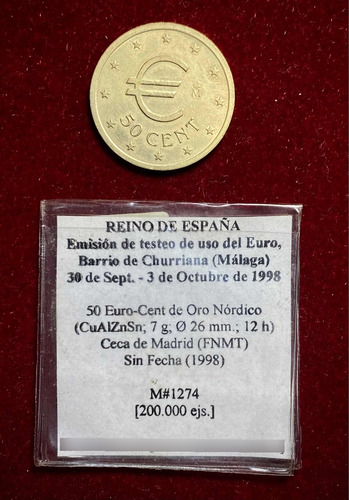 €
50 CENT
REINO DE ESPAÑA
Emisión de testeo de uso del Euro,
Barrio de Churriana (Málaga)
30 de Sept. - 3 de Octubre de 1998
50 Euro-Cent de Oro Nórdico
(CuAlZnSn; 7 g; Ø 26 mm.; 12 h)
Ceca de Madrid (FNMT)
Sin Fecha (1998)
M#1274
[200.000 ejs.]